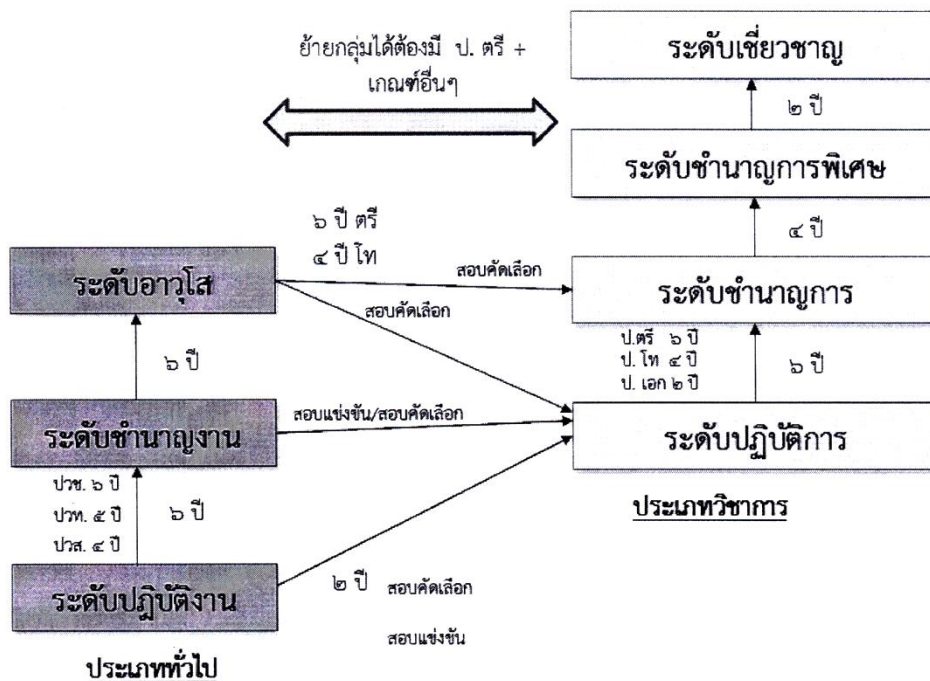 ย้ายกลุ่มได้ต้องมี ป. ตรี +
เกณฑ์อื่นๆ
ระดับเชี่ยวชาญ
๒ ปี
ระดับชำนาญการพิเศษ
๔ ปี
๖ ปี ตรี
๔ ปี โท
ระดับอาวุโส
สอบคัดเลือก
สอบคัดเลือก
ระดับชำนาญการ
๖ ปี
ป.ตรี ๖ ปี
ป. โท ๔ ปี
ป. เอก ๒ ปี
๖ ปี
ระดับชำนาญงาน
สอบแข่งขัน/สอบคัดเลือก
ระดับปฏิบัติการ
ประเภทวิชาการ
ปวช. ๖ ปี
ปวท. ๕ ปี
ปวส. ๔ ปี
๖ ปี
ระดับปฏิบัติงาน
๒ ปี
สอบคัดเลือก
สอบแข่งขัน
ประเภททั่วไป